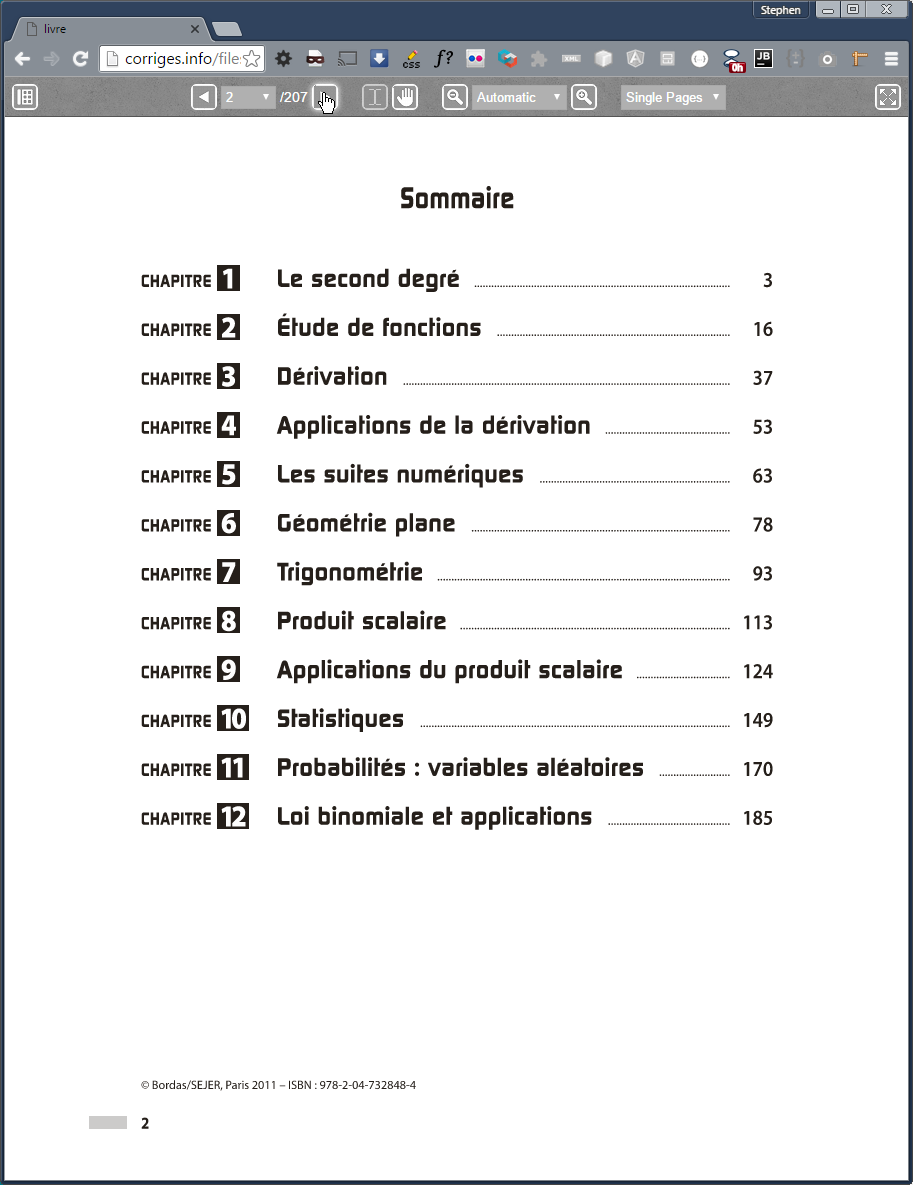 Stephen
livre
corriges.info/file
css
f?
XML
0h
JB
2
/207
Automatic
Single Pages
Sommaire
CHAPITRE 1 Le second degré 3
CHAPITRE 2 Étude de fonctions 16
CHAPITRE 3 Dérivation 37
CHAPITRE 4 Applications de la dérivation 53
CHAPITRE 5 Les suites numériques 63
CHAPITRE 6 Géométrie plane 78
CHAPITRE 7 Trigonométrie 93
CHAPITRE 8 Produit scalaire 113
CHAPITRE 9 Applications du produit scalaire 124
CHAPITRE 10 Statistiques 149
CHAPITRE 11 Probabilités : variables aléatoires 170
CHAPITRE 12 Loi binomiale et applications 185
© Bordas/SEJER, Paris 2011 – ISBN : 978-2-04-732848-4
2